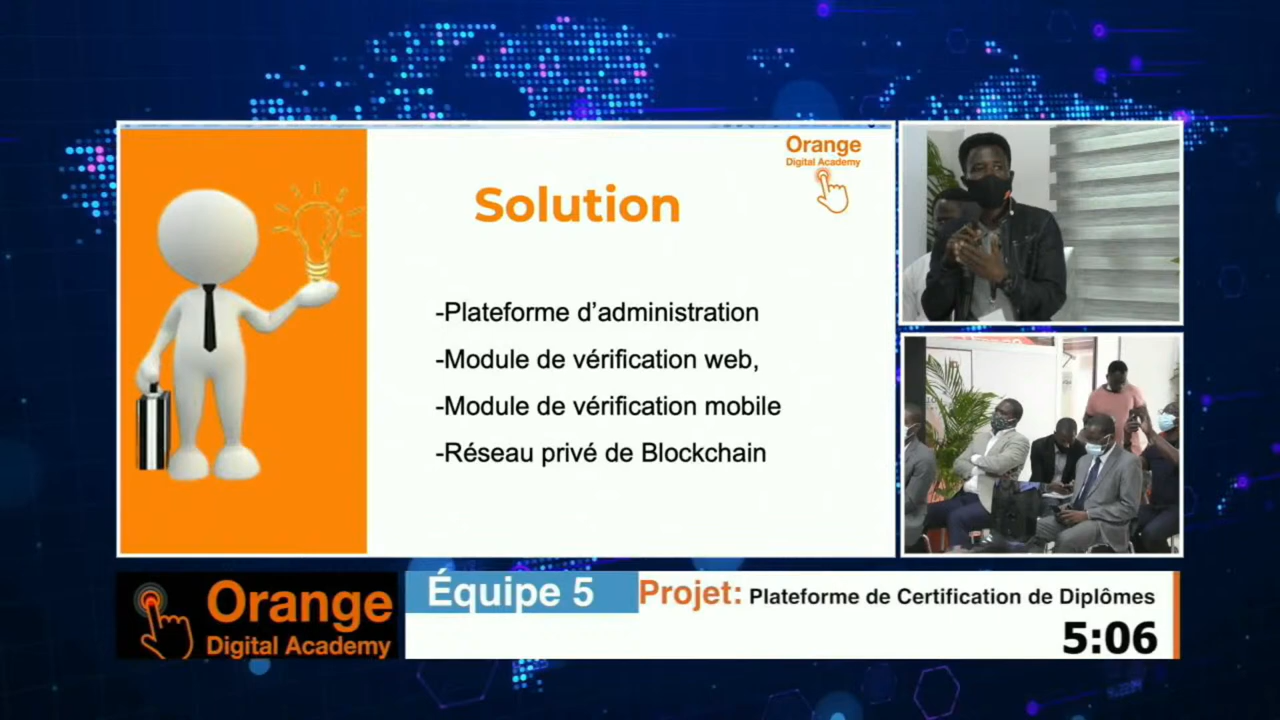 Orange
Digital Academy
Solution
-Plateforme d’administration
-Module de vérification web,
-Module de vérification mobile
-Réseau privé de Blockchain
Orange
Digital Academy
Équipe 5
Projet: Plateforme de Certification de Diplômes
5:06